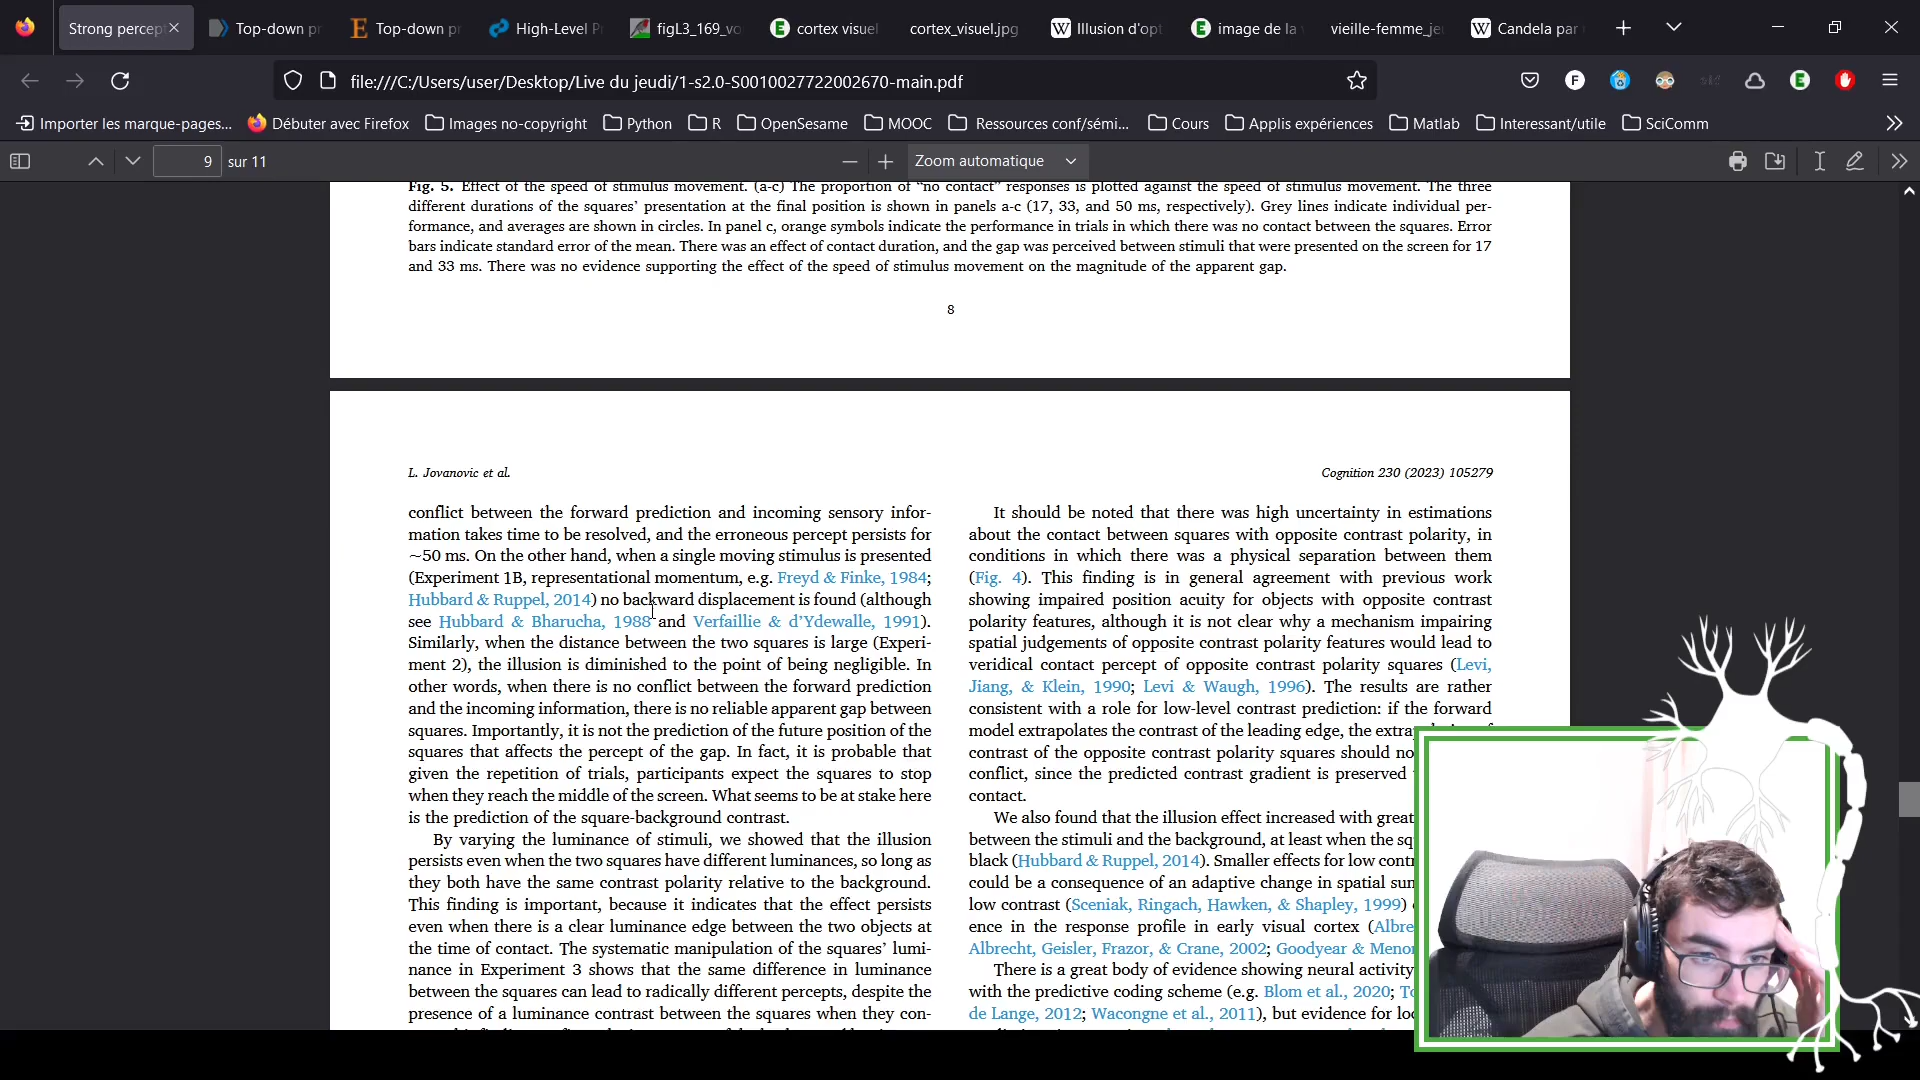 Strong percep
Top-down pr
Top-down pr
High-Level P
figL3_169_vo
cortex visuel
cortex_visuel.jpg
Illusion d'opt
image de la
vieille-femme_je
Candela par
file:///C:/Users/user/Desktop/Live du jeudi/1-s2.0-S0010027722002670-main.pdf
Importer les marque-pages...
Débuter avec Firefox
Images no-copyright
Python
R
OpenSesame
MOOC
Ressources conf/sémi...
Cours
Applis expériences
Matlab
Interessant/utile
SciComm
9 sur 11
Zoom automatique
Fig. 5. Effect of the speed of stimulus movement. (a-c) The proportion of "no contact" responses is plotted against the speed of stimulus movement. The three
different durations of the squares' presentation at the final position is shown in panels a-c (17, 33, and 50 ms, respectively). Grey lines indicate individual per-
formance, and averages are shown in circles. In panel c, orange symbols indicate the performance in trials in which there was no contact between the squares. Error
bars indicate standard error of the mean. There was an effect of contact duration, and the gap was perceived between stimuli that were presented on the screen for 17
and 33 ms. There was no evidence supporting the effect of the speed of stimulus movement on the magnitude of the apparent gap.
8
L. Jovanovic et al.
Cognition 230 (2023) 105279
conflict between the forward prediction and incoming sensory infor-
mation takes time to be resolved, and the erroneous percept persists for
~50 ms. On the other hand, when a single moving stimulus is presented
(Experiment 1B, representational momentum, e.g. Freyd & Finke, 1984;
Hubbard & Ruppel, 2014) no backward displacement is found (although
see Hubbard & Bharucha, 1988 and Verfaillie & d'Ydewalle, 1991).
Similarly, when the distance between the two squares is large (Experi-
ment 2), the illusion is diminished to the point of being negligible. In
other words, when there is no conflict between the forward prediction
and the incoming information, there is no reliable apparent gap between
squares. Importantly, it is not the prediction of the future position of the
squares that affects the percept of the gap. In fact, it is probable that
given the repetition of trials, participants expect the squares to stop
when they reach the middle of the screen. What seems to be at stake here
is the prediction of the square-background contrast.
By varying the luminance of stimuli, we showed that the illusion
persists even when the two squares have different luminances, so long as
they both have the same contrast polarity relative to the background.
This finding is important, because it indicates that the effect persists
even when there is a clear luminance edge between the two objects at
the time of contact. The systematic manipulation of the squares' lumi-
nance in Experiment 3 shows that the same difference in luminance
between the squares can lead to radically different percepts, despite the
presence of a luminance contrast between the squares when they con-
It should be noted that there was high uncertainty in estimations
about the contact between squares with opposite contrast polarity, in
conditions in which there was a physical separation between them
(Fig. 4). This finding is in general agreement with previous work
showing impaired position acuity for objects with opposite contrast
polarity features, although it is not clear why a mechanism impairing
spatial judgements of opposite contrast polarity features would lead to
veridical contact percept of opposite contrast polarity squares (Levi,
Jiang, & Klein, 1990; Levi & Waugh, 1996). The results are rather
consistent with a role for low-level contrast prediction: if the forward
model extrapolates the contrast of the leading edge, the extra
contrast of the opposite contrast polarity squares should no
conflict, since the predicted contrast gradient is preserved
contact.
We also found that the illusion effect increased with great
between the stimuli and the background, at least when the sq
black (Hubbard & Ruppel, 2014). Smaller effects for low contr
could be a consequence of an adaptive change in spatial sum
low contrast (Sceniak, Ringach, Hawken, & Shapley, 1999)
ence in the response profile in early visual cortex (Albre
Albrecht, Geisler, Frazor, & Crane, 2002; Goodyear & Menon
There is a great body of evidence showing neural activity
with the predictive coding scheme (e.g. Blom et al., 2020; To
de Lange, 2012; Wacongne et al., 2011), but evidence for loc